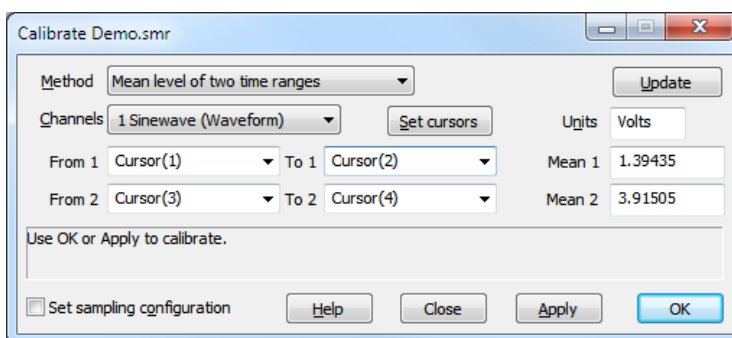 Calibrate Demo.smr
Method Mean level of two time ranges Update
Channels 1 Sinewave (Waveform) Set cursors Units Volts
From 1 Cursor(1) To 1 Cursor(2) Mean 1 1.39435
From 2 Cursor(3) To 2 Cursor(4) Mean 2 3.91505
Use OK or Apply to calibrate.
Set sampling configuration Help Close Apply OK